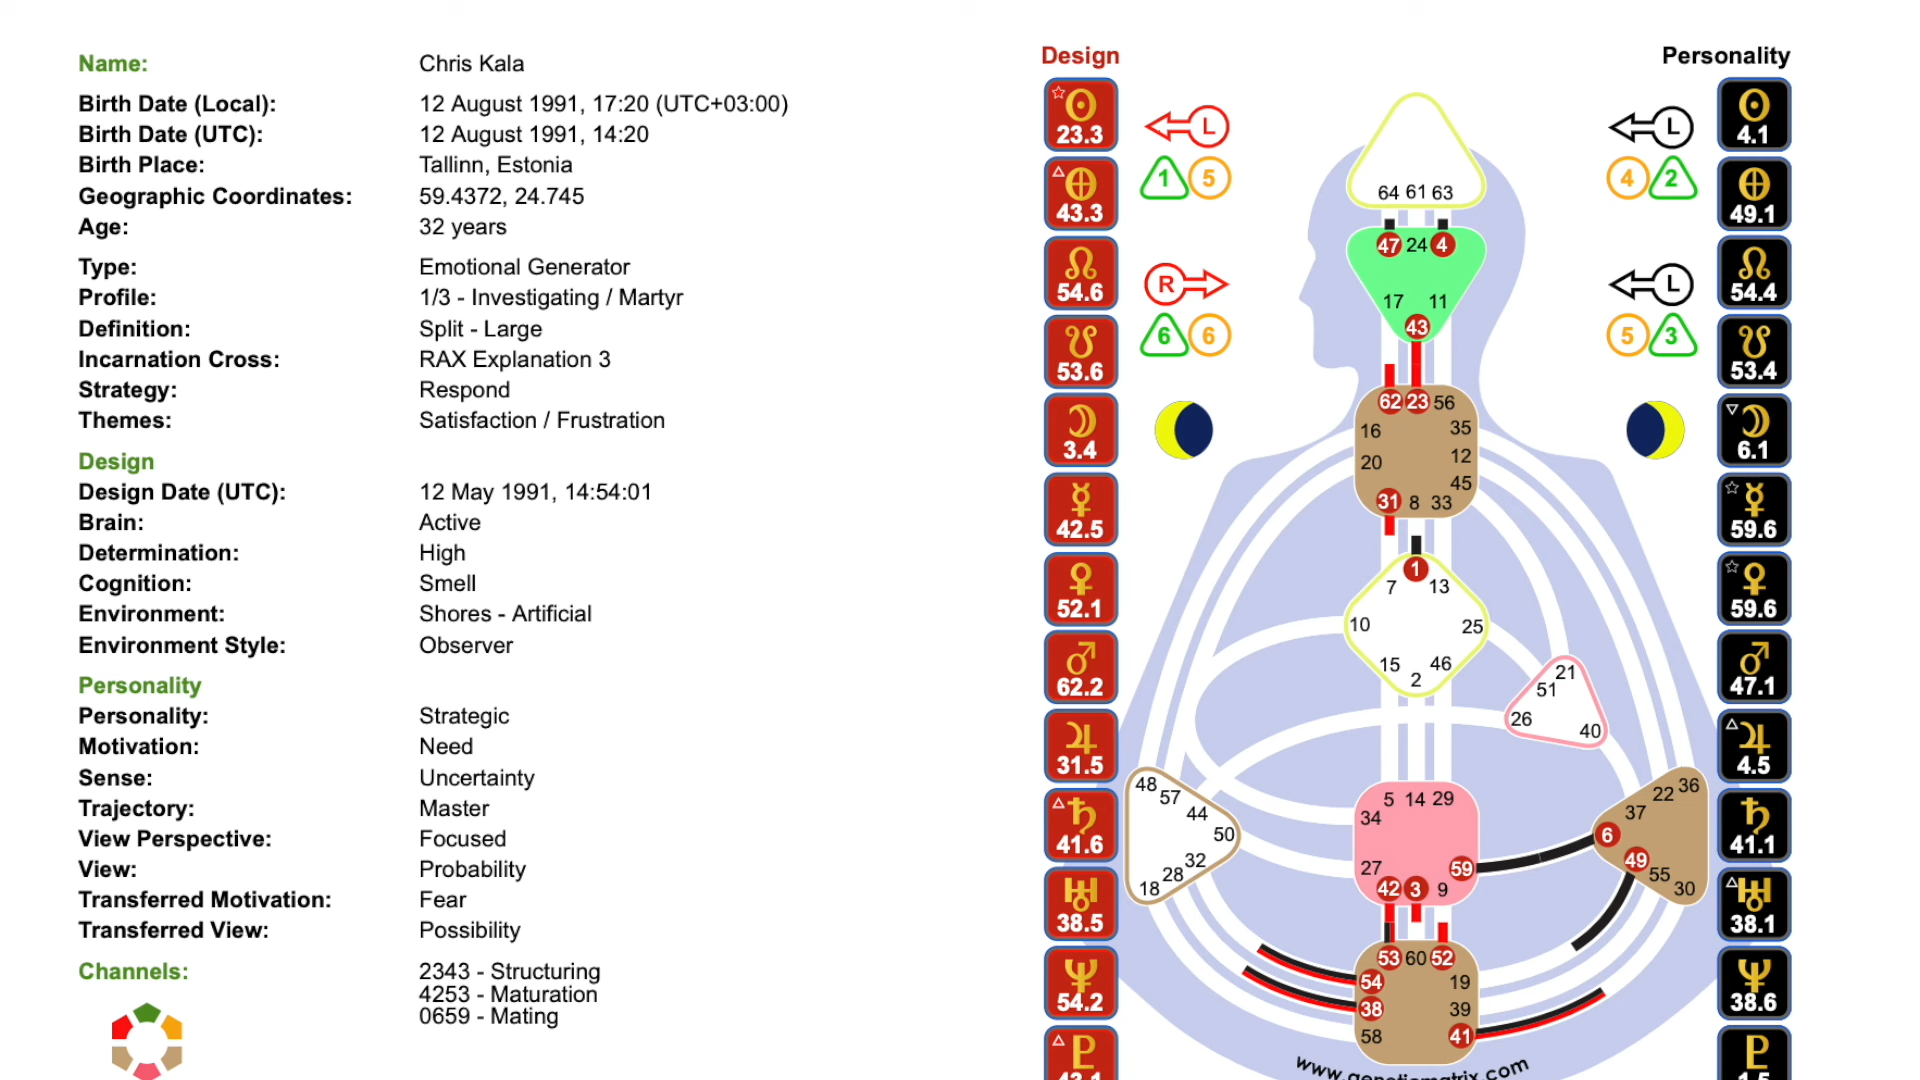 Name: Chris Kala
Birth Date (Local): 12 August 1991, 17:20 (UTC+03:00)
Birth Date (UTC): 12 August 1991, 14:20
Birth Place: Tallinn, Estonia
Geographic Coordinates: 59.4372, 24.745
Age: 32 years
Type: Emotional Generator
Profile: 1/3 - Investigating / Martyr
Definition: Split - Large
Incarnation Cross: RAX Explanation 3
Strategy: Respond
Themes: Satisfaction / Frustration
Design
Design Date (UTC): 12 May 1991, 14:54:01
Brain: Active
Determination: High
Cognition: Smell
Environment: Shores - Artificial
Environment Style: Observer
Personality
Personality: Strategic
Motivation: Need
Sense: Uncertainty
Trajectory: Master
View Perspective: Focused
View: Probability
Transferred Motivation: Fear
Transferred View: Possibility
Channels: 2343 - Structuring
4253 - Maturation
0659 - Mating
Design
23.3
43.3
54.6
53.6
3.4
42.5
52.1
62.2
31.5
41.6
38.5
54.2
L
1 5
R
6 6
64 61 63
47 24 4
17 11
43
62 23 56
16 35
20 12
45
31 8 33
1
7 13
10 25
15 46
2
21
51
26
40
48
57
44
50
32
28
18
5 14 29
34
27 59
42 3 9
36
22
37
6
49
55
30
53 60 52
54 19
38 39
58 41
www.geneticmatrix.com
L
4 2
L
5 3
Personality
4.1
49.1
54.4
53.4
6.1
59.6
59.6
47.1
4.5
41.1
38.1
38.6